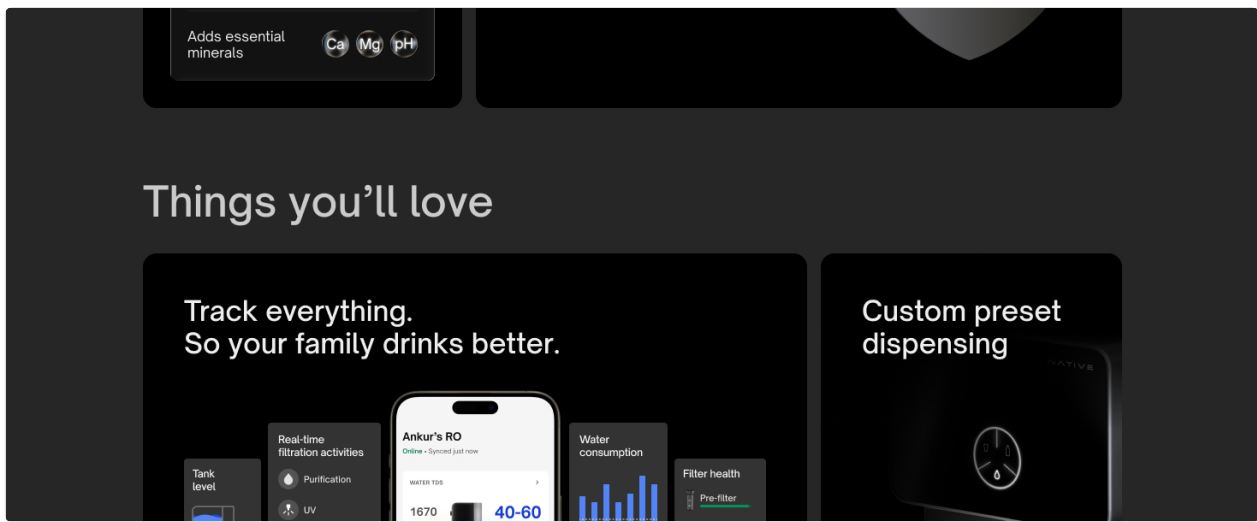 Adds essential
minerals
Ca Mg pH
Things you’ll love
Track everything.
So your family drinks better.
Custom preset
dispensing
NATIVE
Real-time
filtration activities
Purification
UV
Tank
level
Ankur’s RO
Online • Synced just now
WATER TDS
1670
40-60
Water
consumption
Filter health
Pre-filter